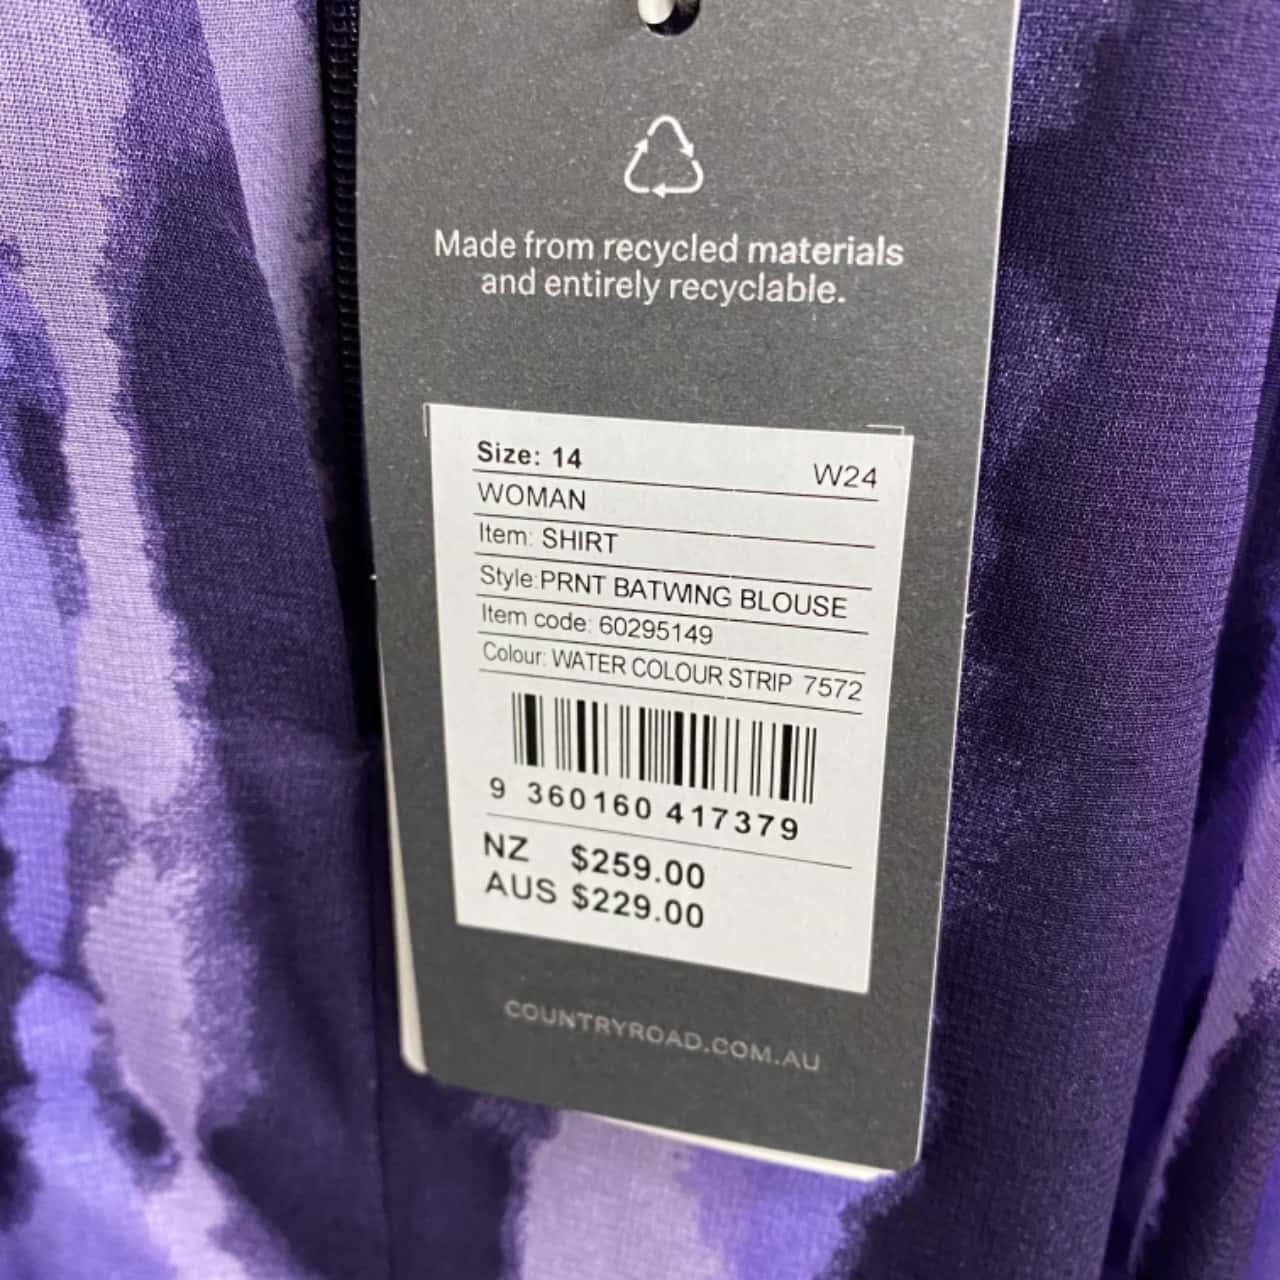 Made from recycled materials
and entirely recyclable.
Size: 14 W24
WOMAN
Item: SHIRT
Style:PRNT BATWING BLOUSE
Item code: 60295149
Colour: WATER COLOUR STRIP 7572
9 360160 417379
NZ $259.00
AUS $229.00
COUNTRYROAD.COM.AU